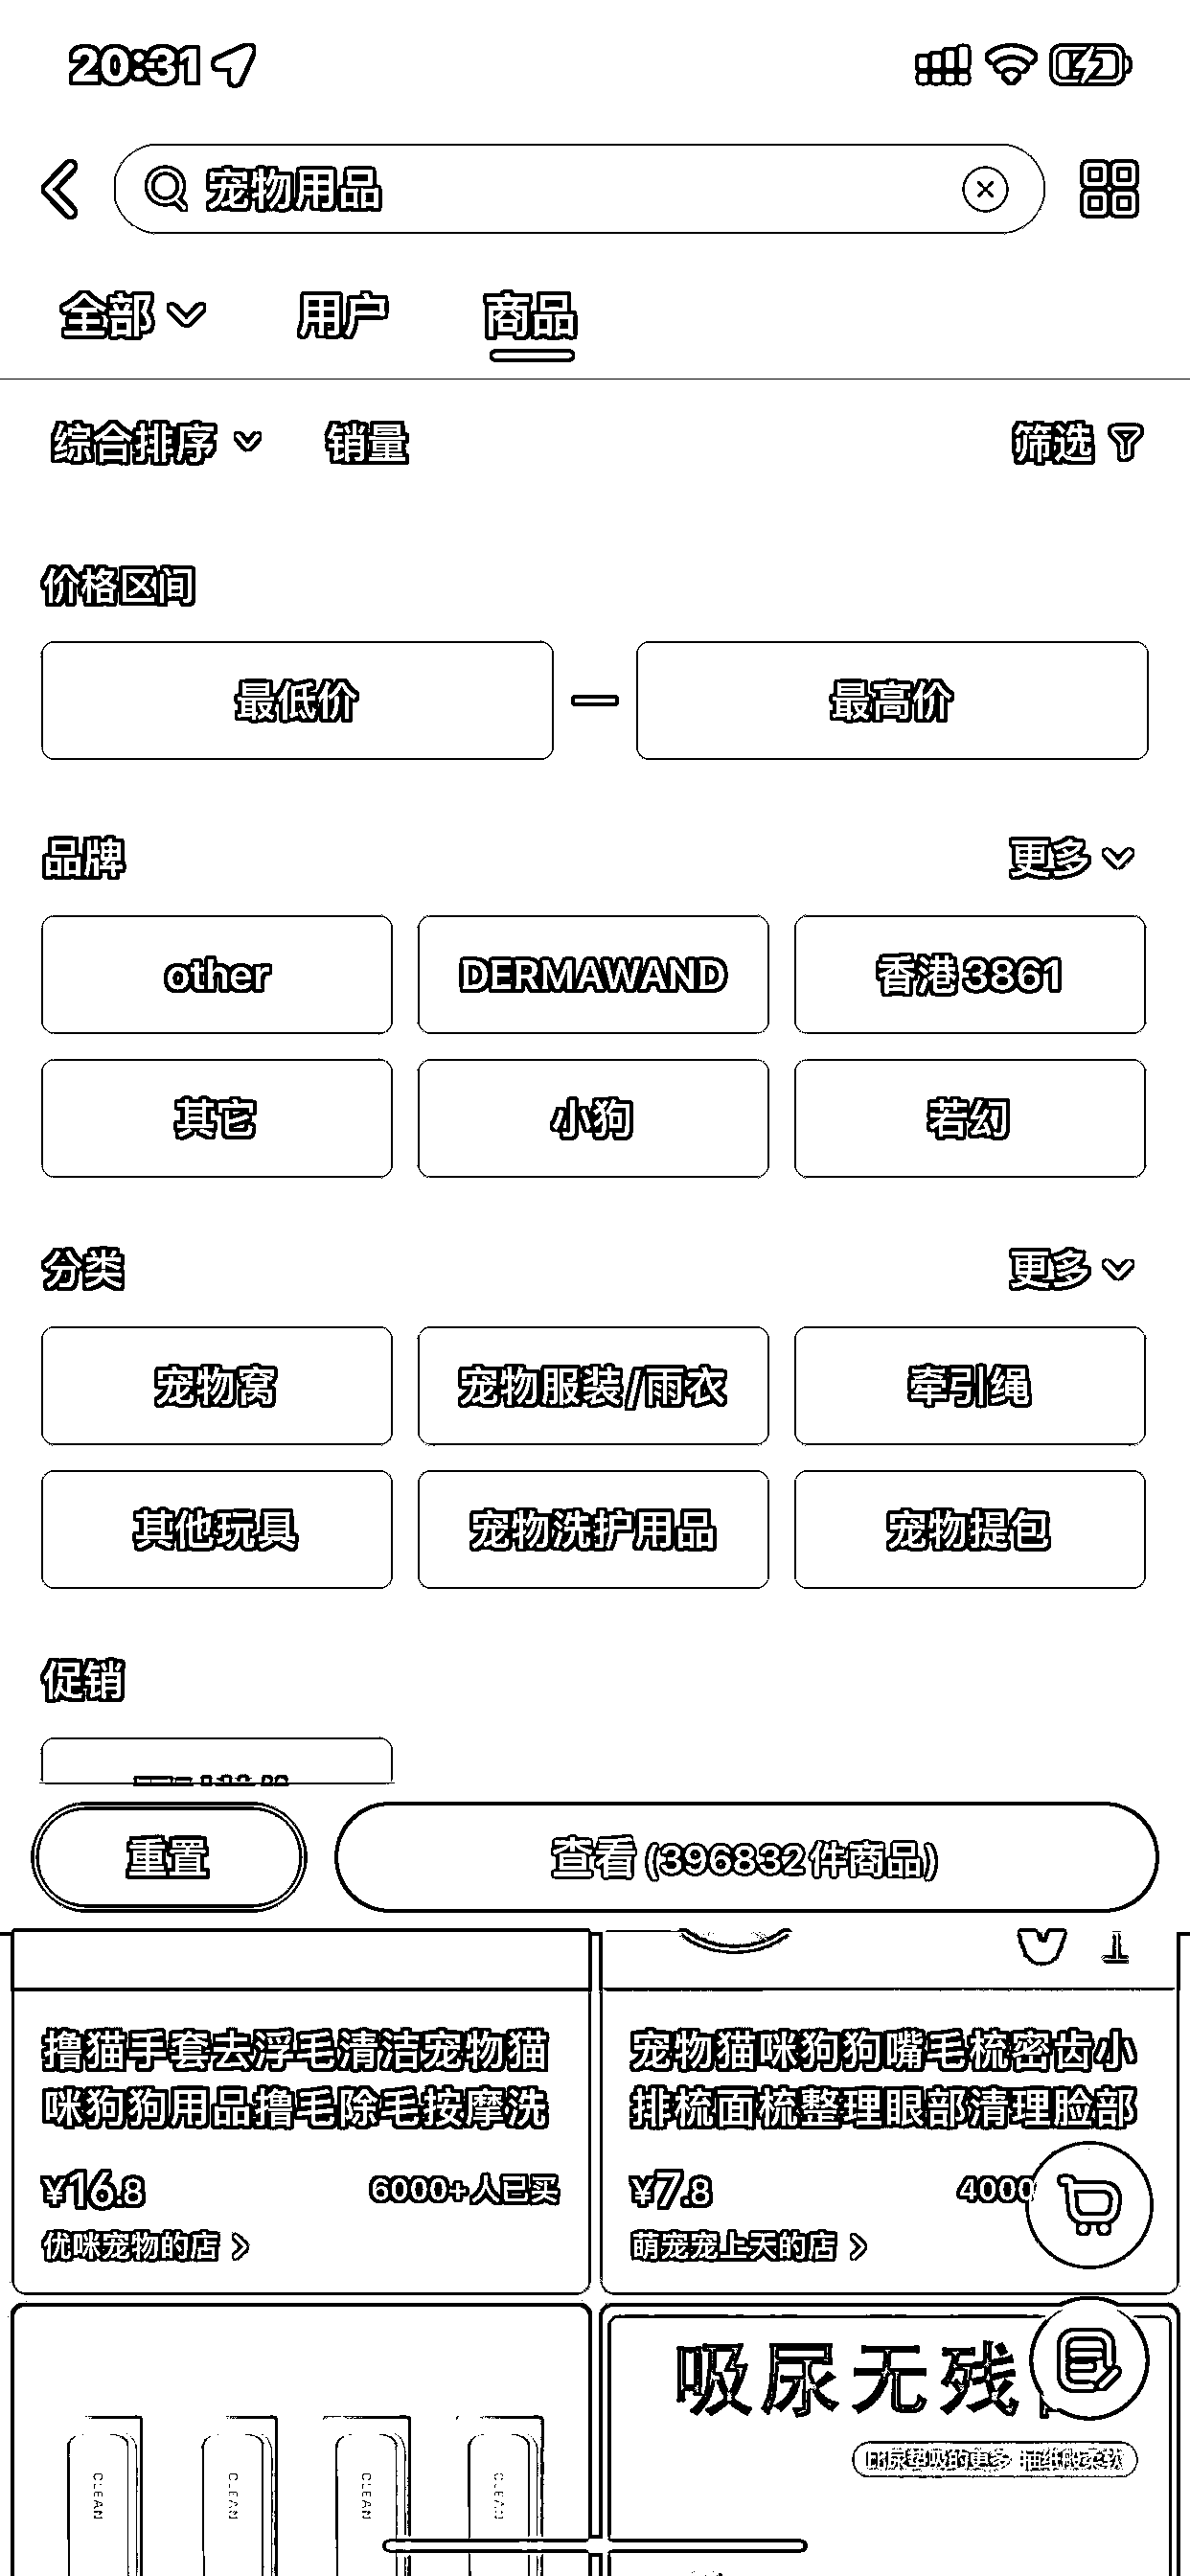 20:31
宠物用品
全部 用户 商品
综合排序 销量 筛选
价格区间
最低价 — 最高价
品牌 更多
other DERMAWAND 香港3861
其它 小狗 若幻
分类 更多
宠物窝 宠物服装/雨衣 牵引绳
其他玩具 宠物洗护用品 宠物提包
促销
重置 查看 (396832件商品)
撸猫手套去浮毛清洁宠物猫
咪狗狗用品撸毛除毛按摩洗
¥16.8 6000+人已买
优咪宠物的店
宠物猫咪狗狗嘴毛梳密齿小
排梳面梳整理眼部清理脸部
¥7.8 4000
萌宠宠上天的店
CLEAN CLEAN CLEAN CLEAN
吸尿无残